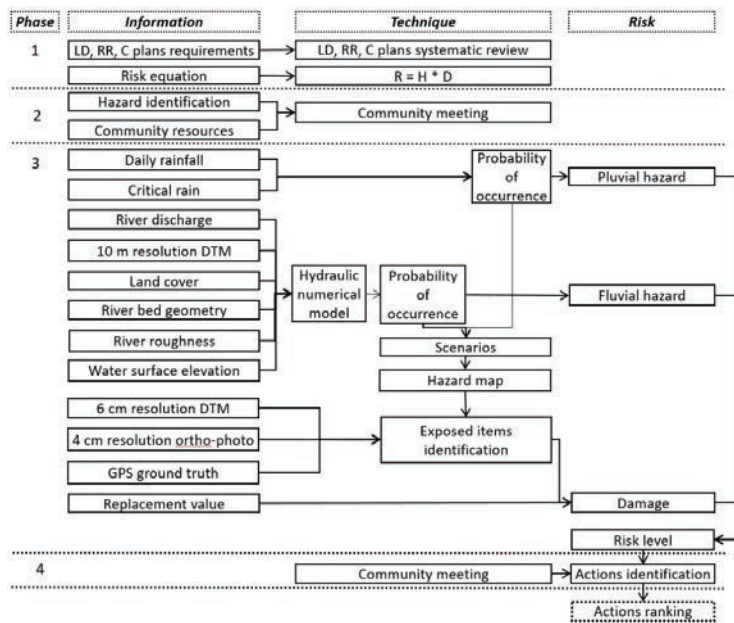 Phase Information Technique Risk
1
LD, RR, C plans requirements LD, RR, C plans systematic review
Risk equation R = H * D
2
Hazard identification
Community resources
Community meeting
3
Daily rainfall
Critical rain
Probability
of
occurrence
Pluvial hazard
River discharge
10 m resolution DTM
Land cover
River bed geometry
River roughness
Water surface elevation
Hydraulic
numerical
model
Probability
of
occurrence
Fluvial hazard
Scenarios
Hazard map
6 cm resolution DTM
4 cm resolution ortho-photo
GPS ground truth
Exposed items
identification
Replacement value
Damage
Risk level
4
Community meeting Actions identification
Actions ranking